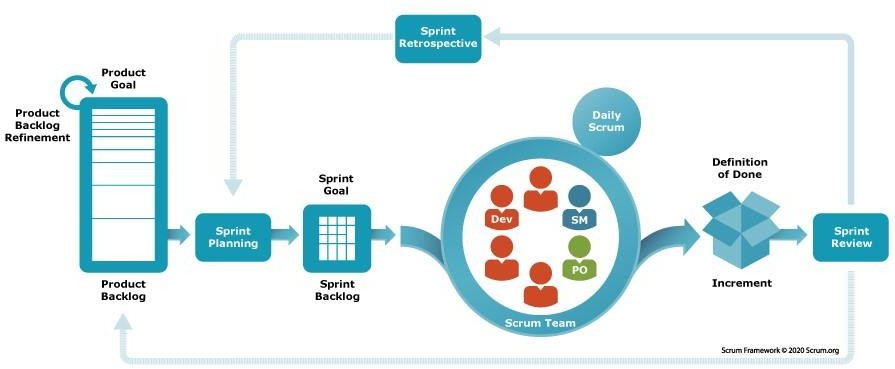 Sprint
Retrospective
Product
Goal
Product
Backlog
Refinement
Daily
Scrum
Definition
of Done
Sprint
Goal
Dev
SM
Sprint
Planning
Sprint
Review
PO
Product
Backlog
Sprint
Backlog
Increment
Scrum Team
Scrum Framework © 2020 Scrum.org